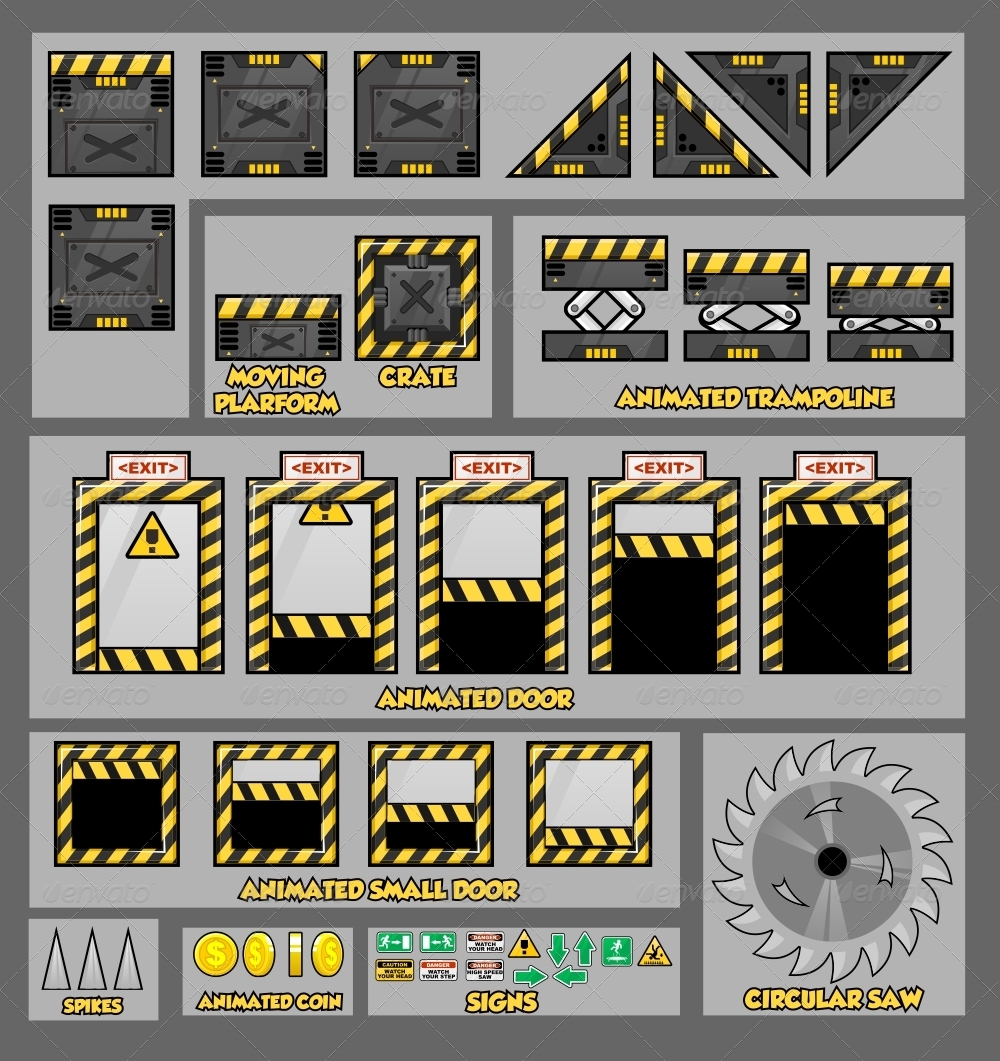 MOVING
PLARFORM
CRATE
ANIMATED TRAMPOLINE
<EXIT>
<EXIT>
<EXIT>
<EXIT>
<EXIT>
ANIMATED DOOR
ANIMATED SMALL DOOR
SPIKES
$ $ $
ANIMATED COIN
DANGER
WATCH
YOUR HEAD
CAUTION
WATCH
YOUR HEAD
DANGER
WATCH
YOUR STEP
DANGER
HIGH SPEED
SAW
SIGNS
CIRCULAR SAW
envato